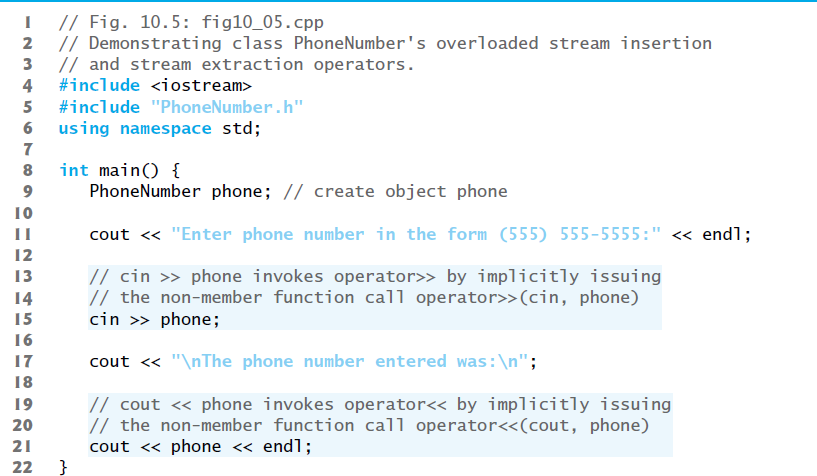 1 // Fig. 10.5: fig10_05.cpp
2 // Demonstrating class PhoneNumber's overloaded stream insertion
3 // and stream extraction operators.
4 #include <iostream>
5 #include "PhoneNumber.h"
6 using namespace std;
7
8 int main() {
9    PhoneNumber phone; // create object phone
10
11    cout << "Enter phone number in the form (555) 555-5555:" << endl;
12
13    // cin >> phone invokes operator>> by implicitly issuing
14    // the non-member function call operator>>(cin, phone)
15    cin >> phone;
16
17    cout << "\nThe phone number entered was:\n";
18
19    // cout << phone invokes operator<< by implicitly issuing
20    // the non-member function call operator<<(cout, phone)
21    cout << phone << endl;
22 }